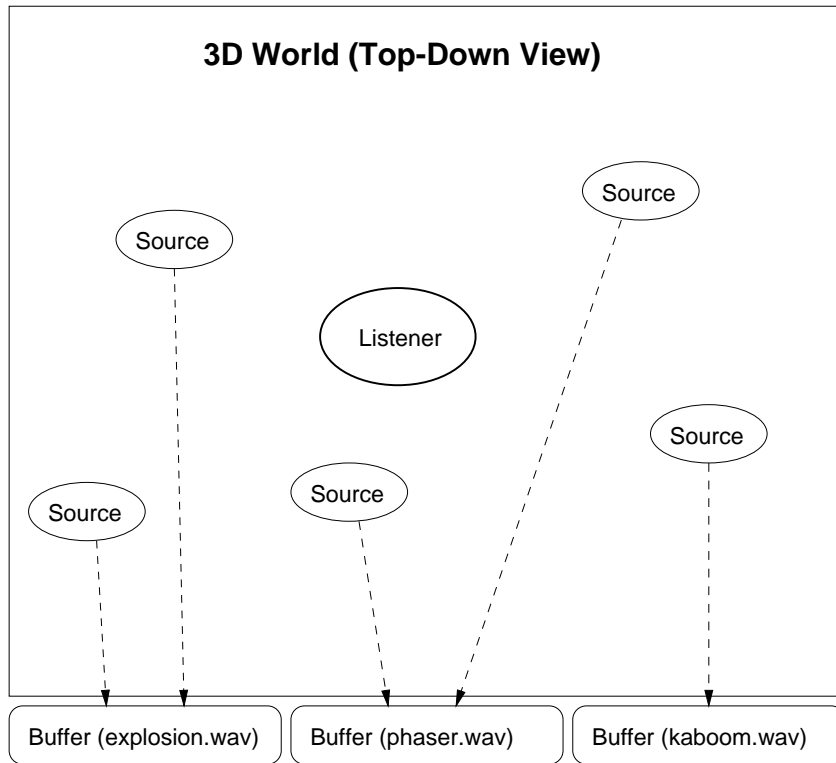 3D World (Top-Down View)
Source
Source
Listener
Source
Source
Source
Buffer (explosion.wav)
Buffer (phaser.wav)
Buffer (kaboom.wav)